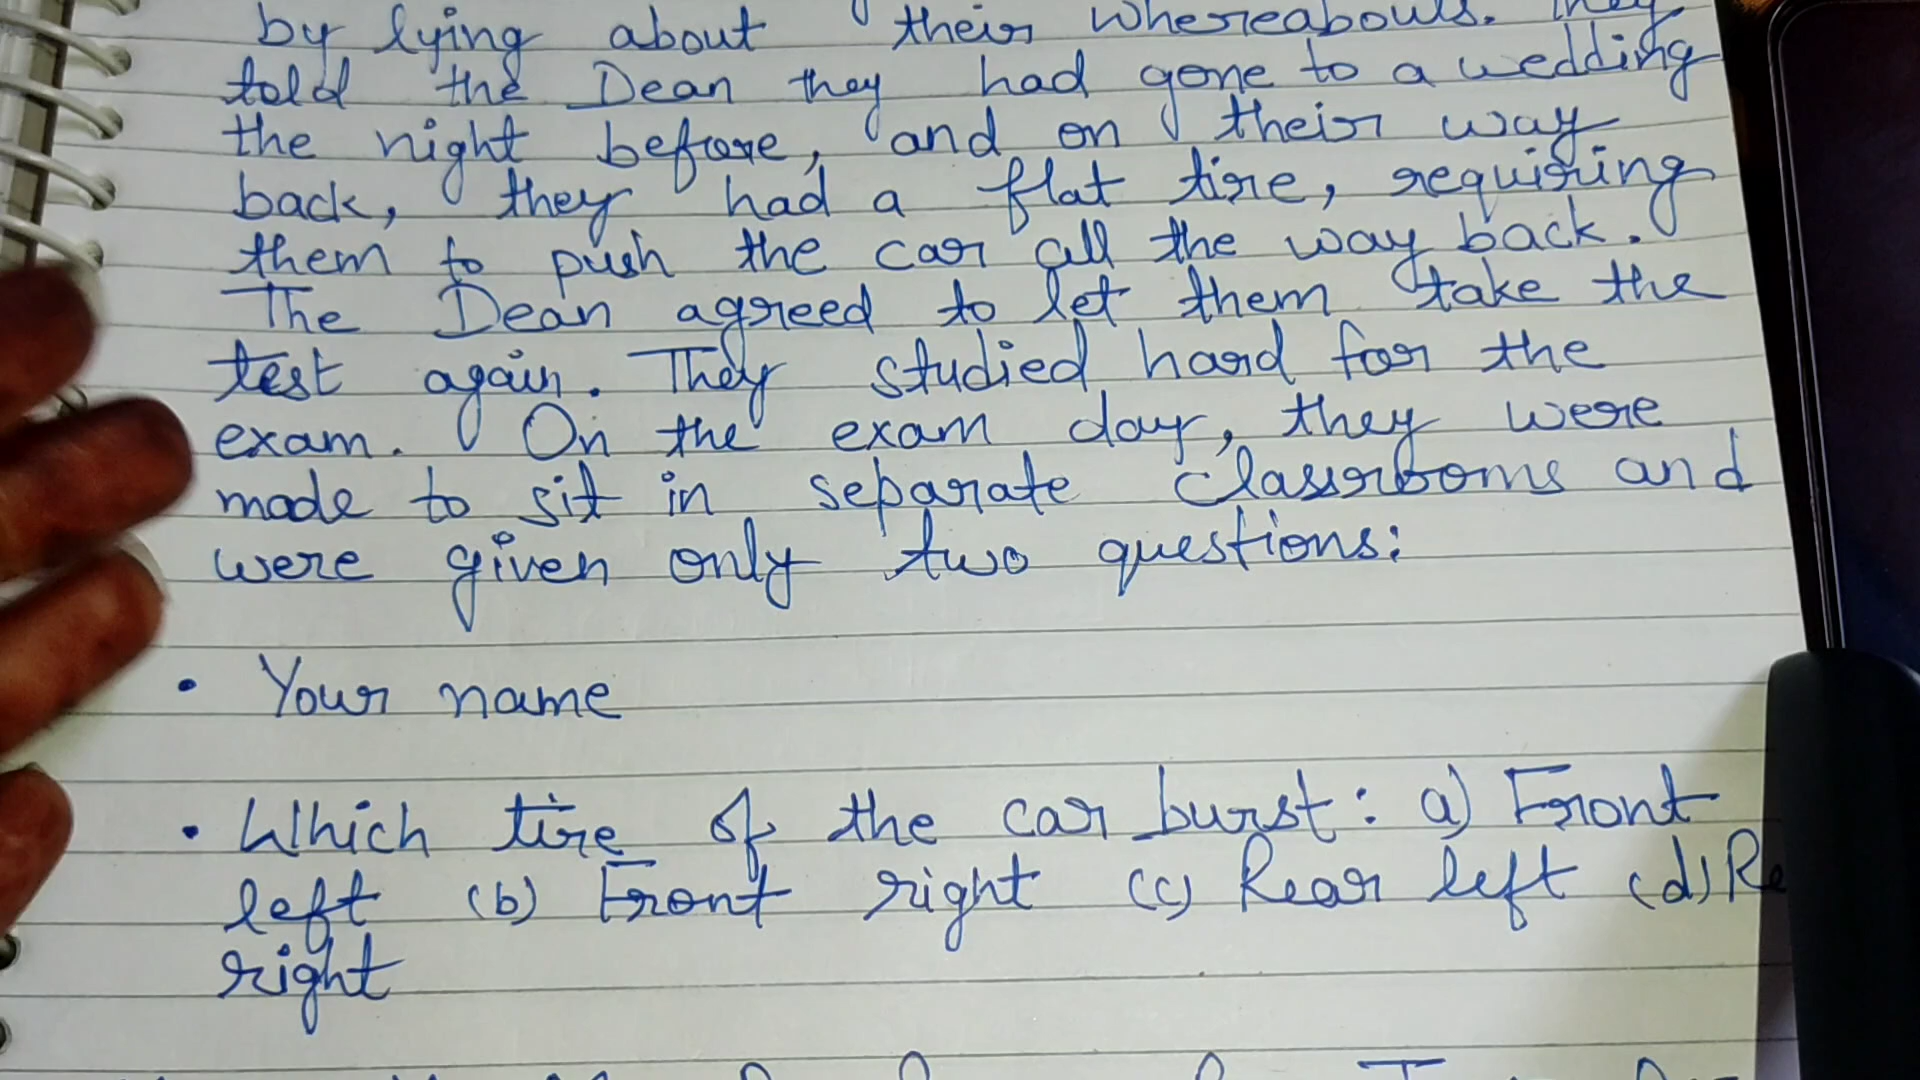 by lying about their whereabouts. They
told the Dean they had gone to a wedding
the night before, and on their way
back, they had a flat tire, requiring
them to push the car all the way back.
The Dean agreed to let them take the
test again. They studied hard for the
exam. On the exam day, they were
made to sit in separate classrooms and
were given only two questions:
• Your name
• Which tire of the car burst: a) Front
left (b) Front right (c) Rear left (d)
right